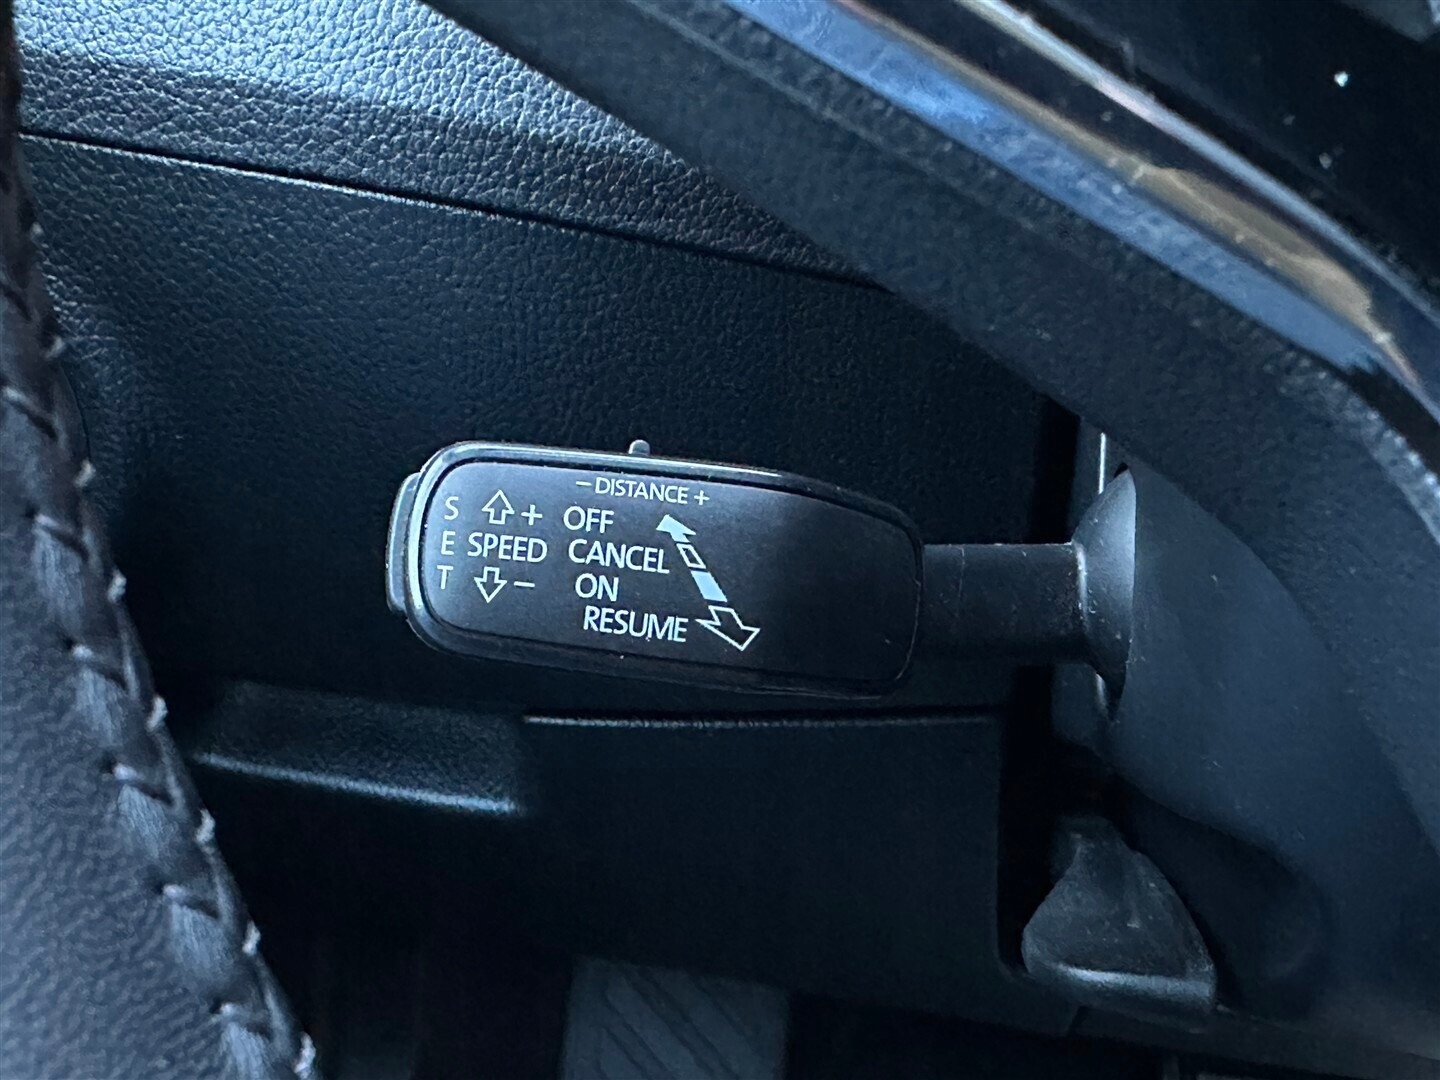 − DISTANCE +
S + OFF
E SPEED CANCEL
T − ON
RESUME